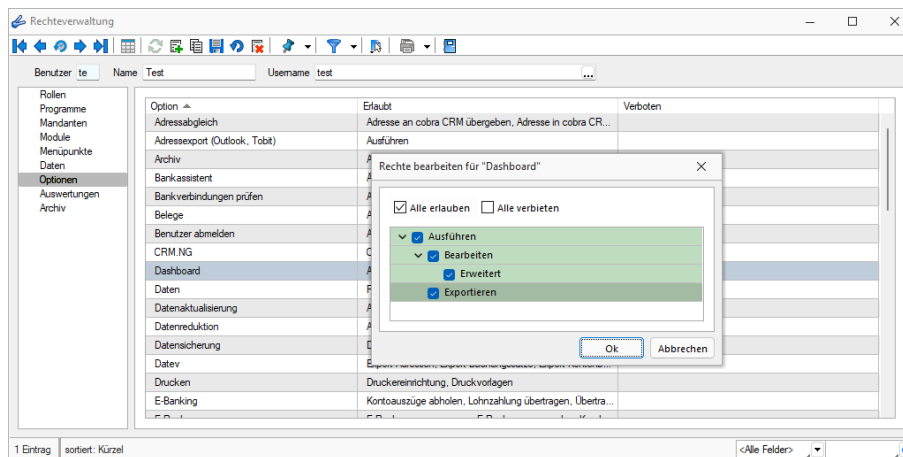 Rechteverwaltung
Benutzer te Name Test Username test ...
Rollen
Programme
Mandanten
Module
Menüpunkte
Daten
Optionen
Auswertungen
Archiv
Option Erlaubt Verboten
Adressabgleich Adresse an cobra CRM übergeben, Adresse in cobra CR...
Adressexport (Outlook, Tobit) Ausführen
Archiv
Bankassistent
Bankverbindungen prüfen
Belege
Benutzer abmelden
CRM.NG
Dashboard
Daten
Datenaktualisierung
Datenreduktion
Datensicherung
Datev
Drucken Druckereinrichtung, Druckvorlagen
E-Banking Kontoauszüge abholen, Lohnzahlung übertragen, Übertra...
Rechte bearbeiten für "Dashboard"
Alle erlauben Alle verbieten
Ausführen
Bearbeiten
Erweitert
Exportieren
Ok Abbrechen
1 Eintrag sortiert: Kürzel <Alle Felder>